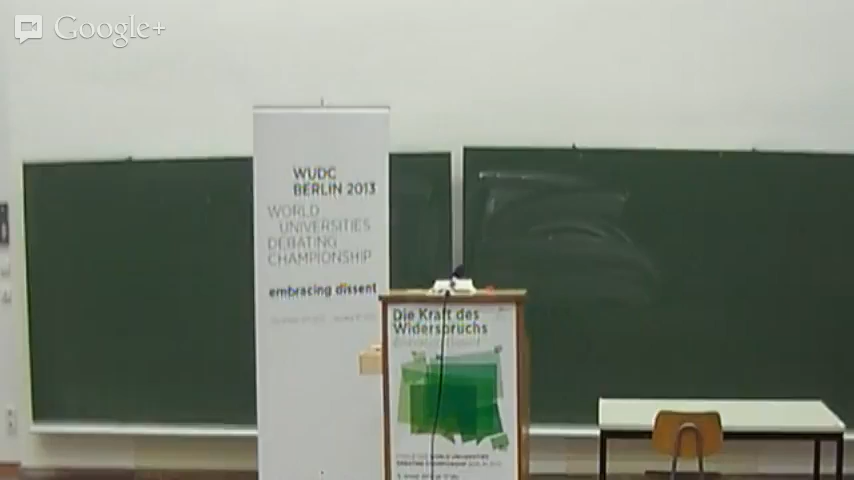 Google+
WUDC
BERLIN 2013
WORLD
UNIVERSITIES
DEBATING
CHAMPIONSHIP
embracing dissent
Die Kraft des
Widerspruchs